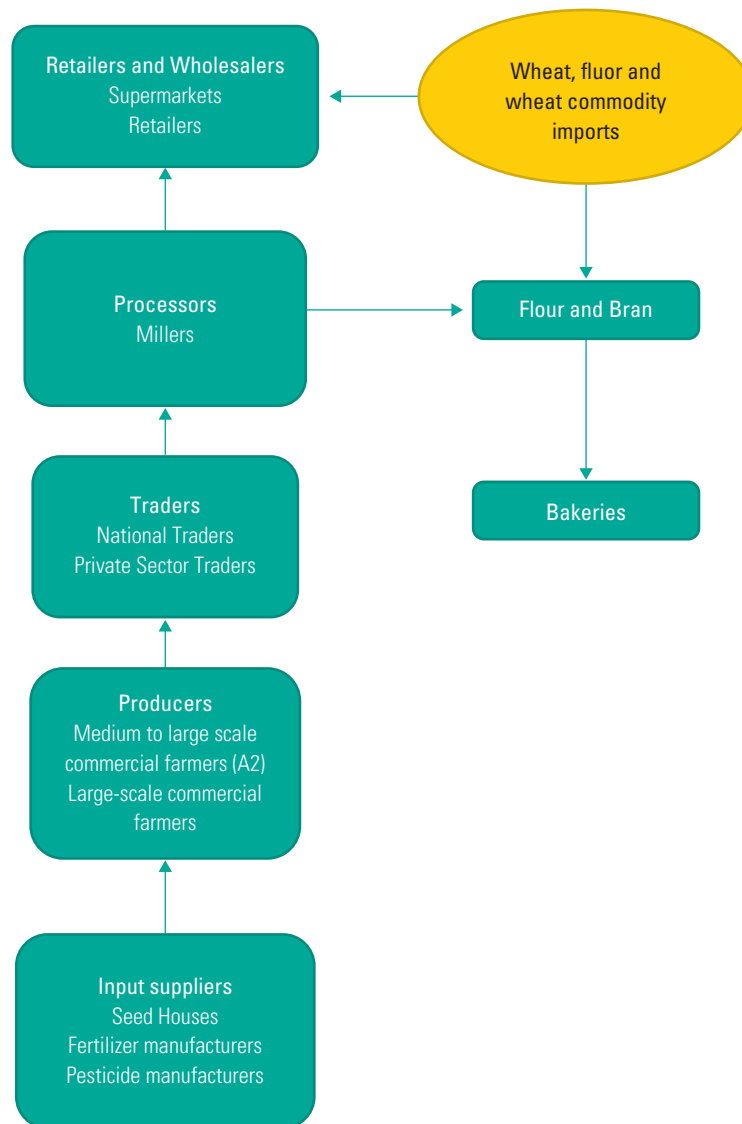 Retailers and Wholesalers
Supermarkets
Retailers
Wheat, fluor and
wheat commodity
imports
Processors
Millers
Flour and Bran
Traders
National Traders
Private Sector Traders
Bakeries
Producers
Medium to large scale
commercial farmers (A2)
Large-scale commercial
farmers
Input suppliers
Seed Houses
Fertilizer manufacturers
Pesticide manufacturers